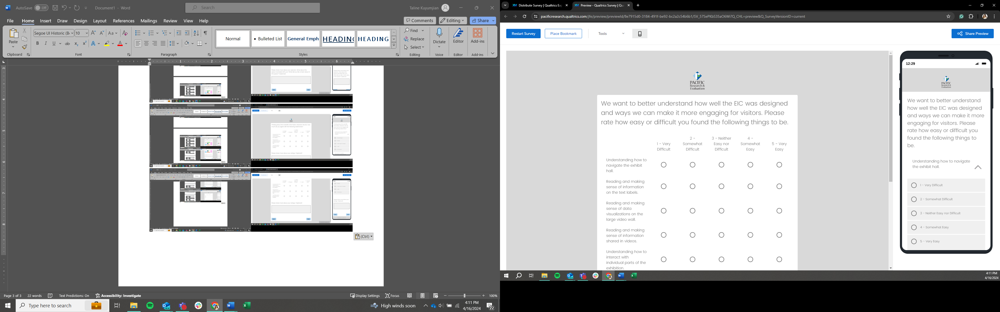 AutoSave Off Document1 - Word Search Taline Kuyumjian
File Home Insert Draw Design Layout References Mailings Review View Help Comments Editing Share
Paste
Segoe UI Historic (B 10
Normal Bulleted List General Emph HEADING HEADING
Find
Replace
Select
Dictate
Editor
Add-ins
Clipboard Font Paragraph Styles Editing Voice Editor Add-ins
1 2 3 4 5 6
(Ctrl)
Page 3 of 3 22 words Text Predictions: On Accessibility: Investigate Display Settings Focus 100%
Type here to search
High winds soon
4:11 PM
4/16/2024
22
Distribute Survey | Qualtrics Exp
Preview - Qualtrics Survey | Qua
pacificresearch.qualtrics.com/jfe/preview/previewId/8e7915d0-3184-491f-be92-bc2a2c54b6b1/SV_57SePKbS35aO6Wi?Q_CHL=preview&Q_SurveyVersionID=current
Restart Survey Place Bookmark Tools Share Preview
PACIFIC
Research &
Evaluation
We want to better understand how well the EIC was designed
and ways we can make it more engaging for visitors. Please
rate how easy or difficult you found the following things to be.
1 - Very
Difficult
2 -
Somewhat
Difficult
3 - Neither
Easy nor
Difficult
4 -
Somewhat
Easy
5 - Very
Easy
Understanding how to
navigate the exhibit
hall.
Reading and making
sense of information
on the text labels.
Reading and making
sense of data
visualizations on the
large video wall.
Reading and making
sense of information
shared in videos.
Understanding how to
interact with
individual parts of the
exhibition.
12:29
PACIFIC
Research &
Evaluation
We want to better understand
how well the EIC was designed
and ways we can make it more
engaging for visitors. Please
rate how easy or difficult you
found the following things to
be.
Understanding how to navigate
the exhibit hall.
1 - Very Difficult
2 - Somewhat Difficult
3 - Neither Easy nor Difficult
4 - Somewhat Easy
5 - Very Easy
4:11 PM
4/16/2024